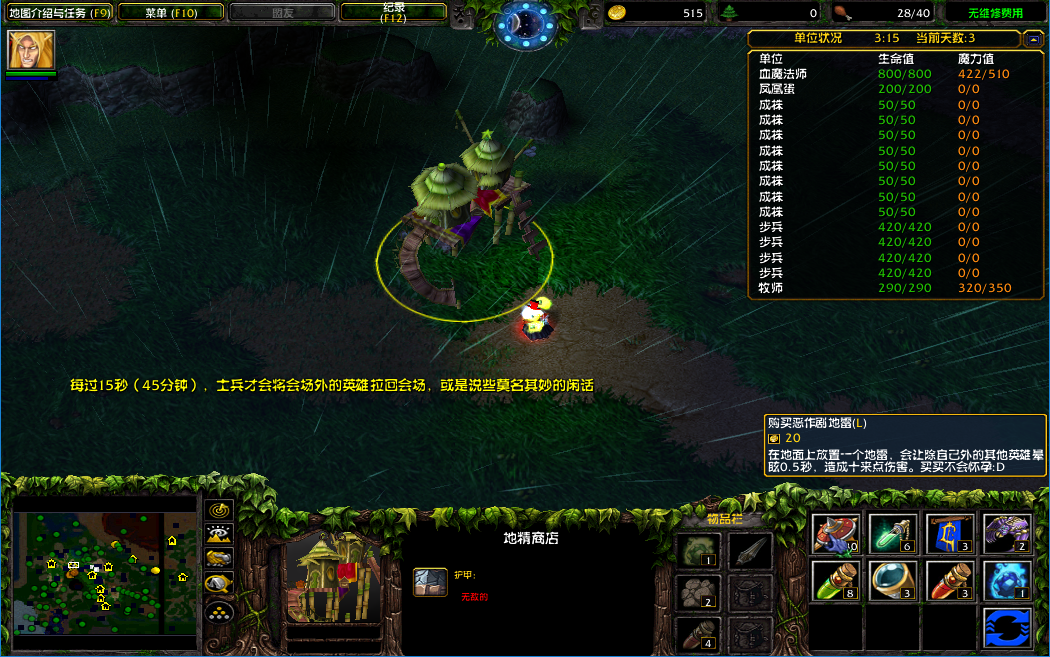 地图介绍与任务 (F9)
菜单 (F10)
盟友
纪录 (F12)
515
0
28/40
无维修费用
单位状况 3:15 当前天数:3
单位 生命值 魔力值
血魔法师 800/800 422/510
凤凰蛋 200/200 0/0
成株 50/50 0/0
成株 50/50 0/0
成株 50/50 0/0
成株 50/50 0/0
成株 50/50 0/0
成株 50/50 0/0
成株 50/50 0/0
成株 50/50 0/0
步兵 420/420 0/0
步兵 420/420 0/0
步兵 420/420 0/0
步兵 420/420 0/0
牧师 290/290 320/350
每过15秒（45分钟），士兵才会将会场外的英雄拉回会场，或是说些莫名其妙的闲话
购买恶作剧地雷(L)
20
在地面上放置一个地雷，会让除自己外的其他英雄晕
眩0.5秒，造成十来点伤害。买买不会怀孕:D
地精商店
护甲:
无敌的
物品栏
1
2
4
10 6 3 2
8 3 3 1